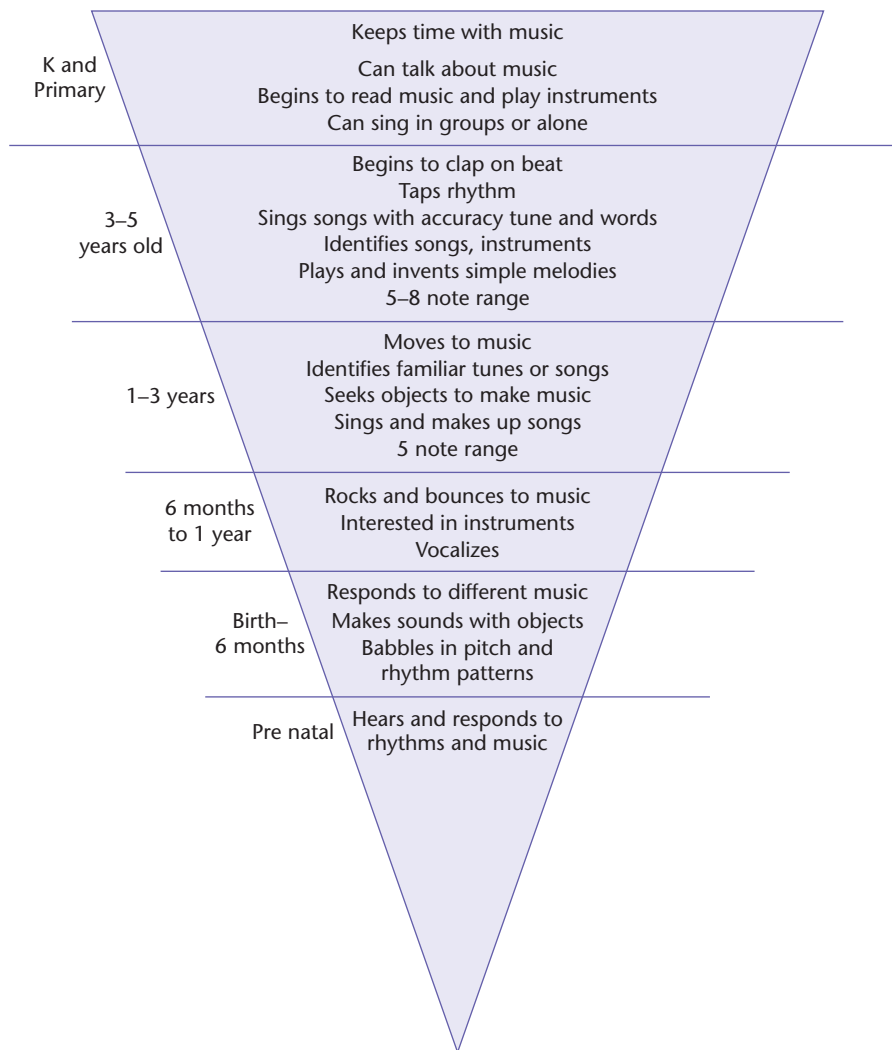 K and
Primary
Keeps time with music
Can talk about music
Begins to read music and play instruments
Can sing in groups or alone
3–5
years old
Begins to clap on beat
Taps rhythm
Sings songs with accuracy tune and words
Identifies songs, instruments
Plays and invents simple melodies
5–8 note range
1–3 years
Moves to music
Identifies familiar tunes or songs
Seeks objects to make music
Sings and makes up songs
5 note range
6 months
to 1 year
Rocks and bounces to music
Interested in instruments
Vocalizes
Birth–
6 months
Responds to different music
Makes sounds with objects
Babbles in pitch and
rhythm patterns
Pre natal
Hears and responds to
rhythms and music